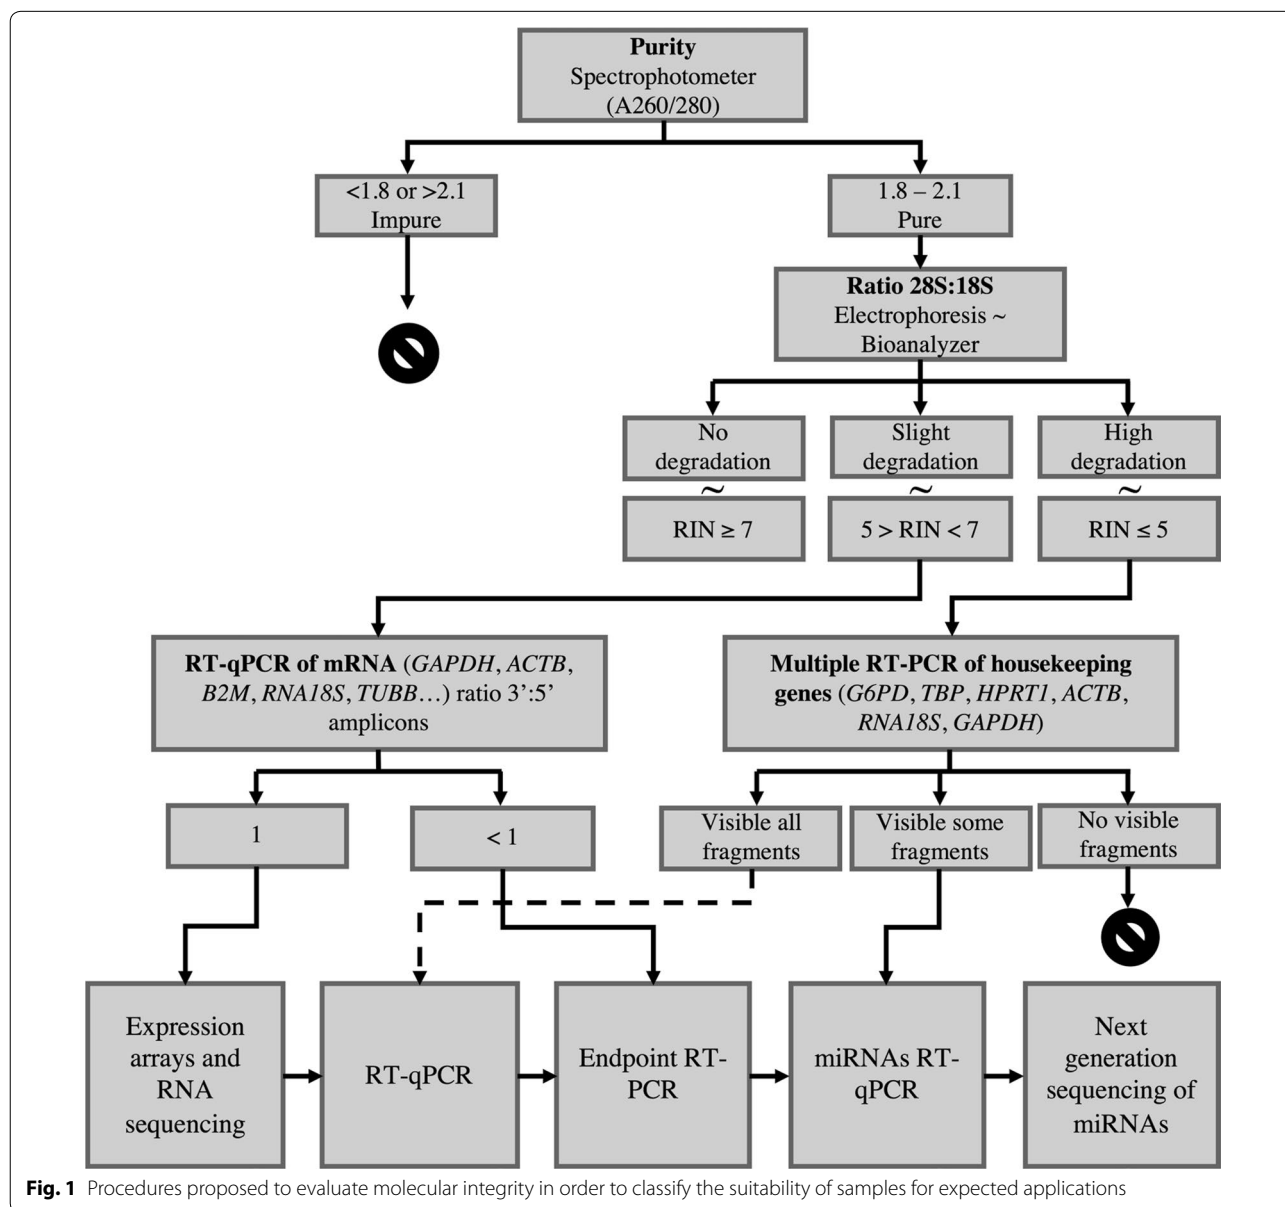 Purity
Spectrophotometer
(A260/280)
<1.8 or >2.1
Impure
1.8 – 2.1
Pure
Ratio 28S:18S
Electrophoresis ~
Bioanalyzer
No
degradation
~
RIN ≥ 7
Slight
degradation
~
5 > RIN < 7
High
degradation
~
RIN ≤ 5
RT-qPCR of mRNA (GAPDH, ACTB,
B2M, RNA18S, TUBB…) ratio 3’:5’
amplicons
Multiple RT-PCR of housekeeping
genes (G6PD, TBP, HPRT1, ACTB,
RNA18S, GAPDH)
1
< 1
Visible all
fragments
Visible some
fragments
No visible
fragments
Expression
arrays and
RNA
sequencing
RT-qPCR
Endpoint RT-
PCR
miRNAs RT-
qPCR
Next
generation
sequencing of
miRNAs
Fig. 1 Procedures proposed to evaluate molecular integrity in order to classify the suitability of samples for expected applications